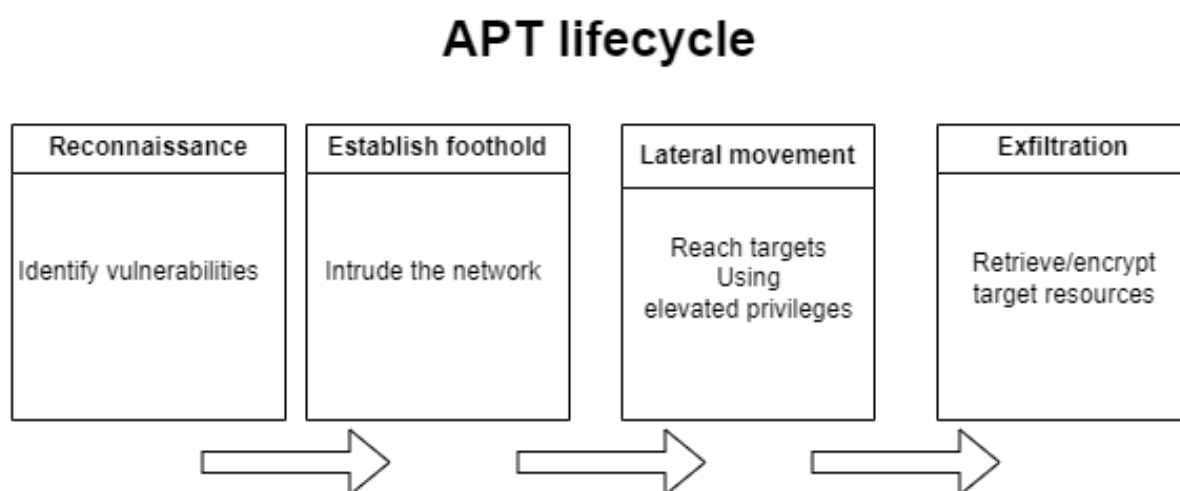 APT lifecycle
Reconnaissance
Identify vulnerabilities
Establish foothold
Intrude the network
Lateral movement
Reach targets
Using
elevated privileges
Exfiltration
Retrieve/encrypt
target resources